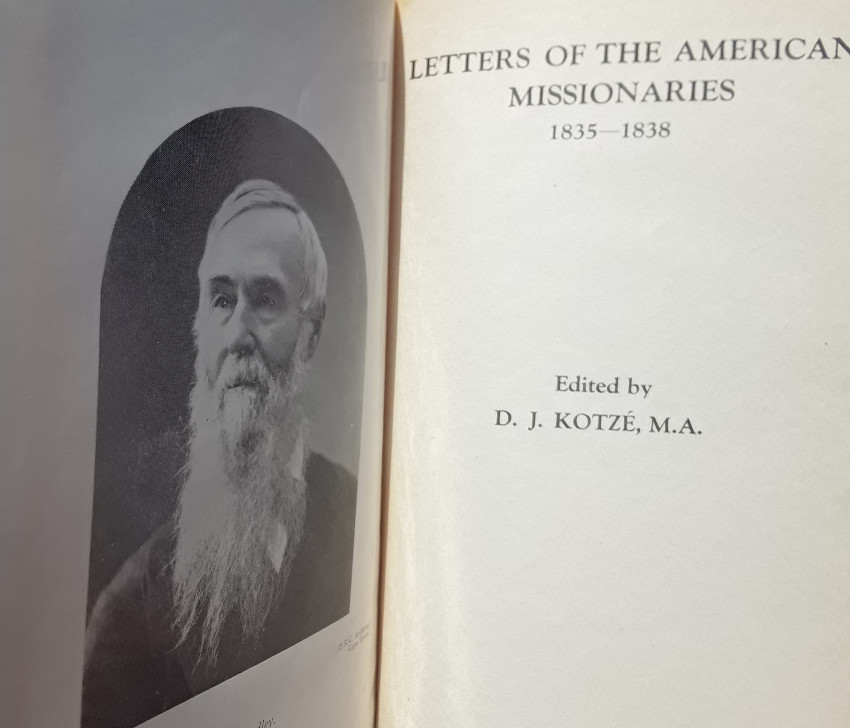 LETTERS OF THE AMERICAN
MISSIONARIES
1835—1838
Edited by
D. J. KOTZÉ, M.A.